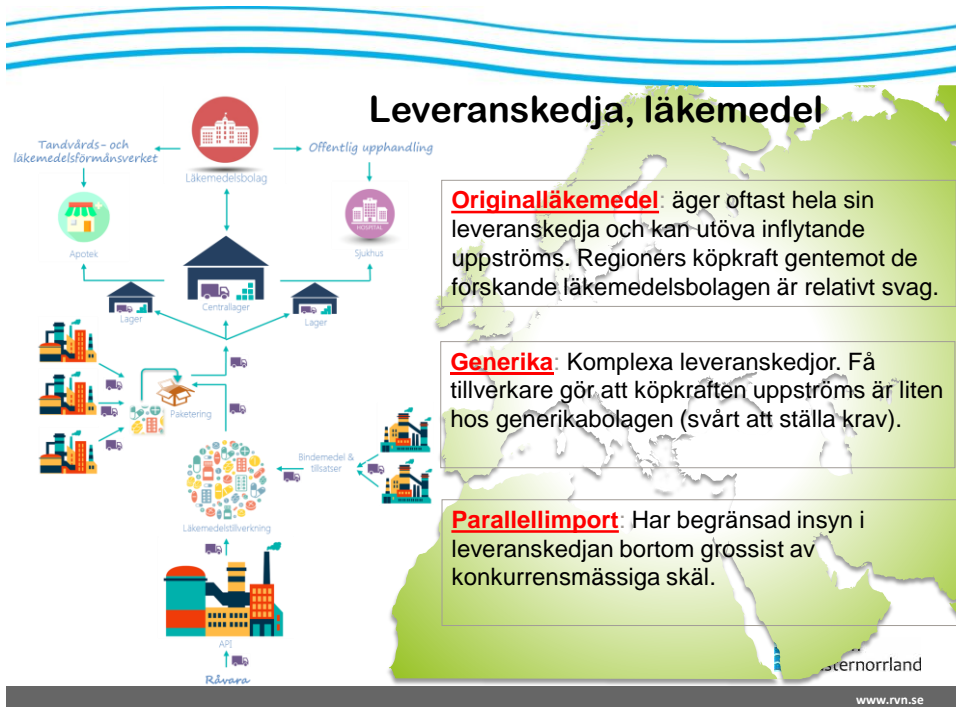 Leveranskedja, läkemedel
Tandvårds- och
läkemedelsförmånsverket
Offentlig upphandling
Läkemedelsbolag
HOSPITAL
Apotek
Sjukhus
Centrallager
Lager
Lager
Paketering
Bindemedel &
tillsatser
Läkemedelstillverkning
API
Råvara
Originalläkemedel: äger oftast hela sin
leveranskedja och kan utöva inflytande
uppströms. Regioners köpkraft gentemot de
forskande läkemedelsbolagen är relativt svag.
Generika: Komplexa leveranskedjor. Få
tillverkare gör att köpkraften uppströms är liten
hos generikabolagen (svårt att ställa krav).
Parallellimport: Har begränsad insyn i
leveranskedjan bortom grossist av
konkurrensmässiga skäl.
sternorrland
www.rvn.se